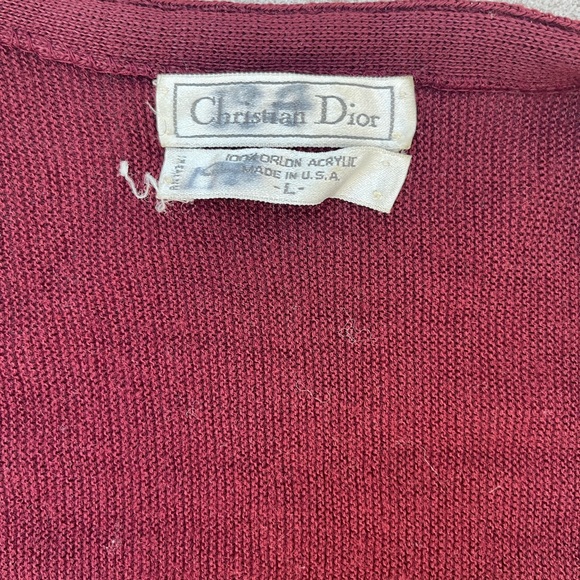 Christian Dior
100% ORLON ACRYLIC
MADE IN U.S.A.
-L-